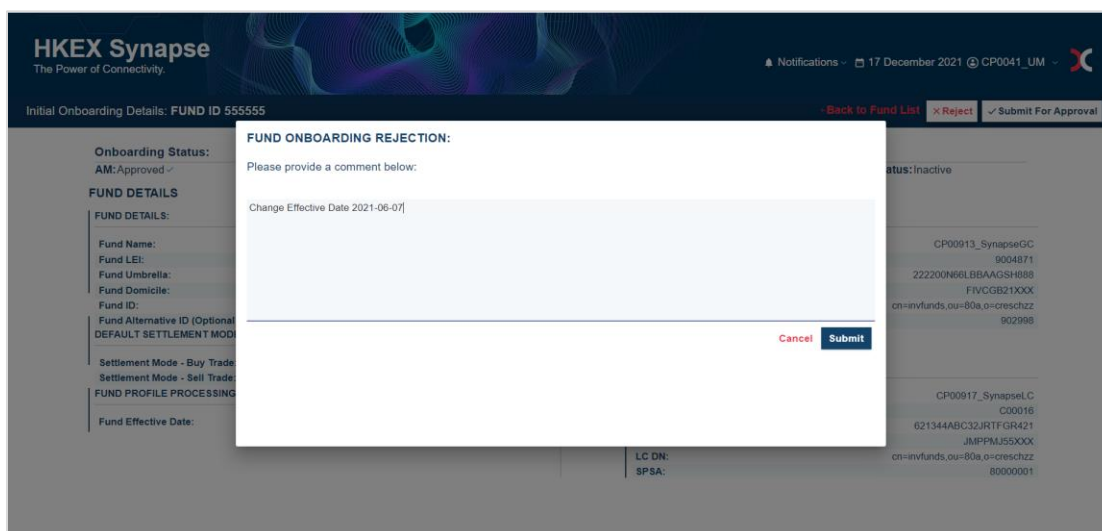 HKEX Synapse
The Power of Connectivity.
Notifications 17 December 2021 CP0041_UM
Initial Onboarding Details: FUND ID 555555
Back to Fund List
Reject
Submit For Approval
Onboarding Status:
AM: Approved
atus: Inactive
FUND DETAILS
FUND DETAILS:
Fund Name:
Fund LEI:
Fund Umbrella:
Fund Domicile:
Fund ID:
Fund Alternative ID (Optional
DEFAULT SETTLEMENT MOD
Settlement Mode - Buy Trade:
Settlement Mode - Sell Trade:
FUND PROFILE PROCESSING
Fund Effective Date:
FUND ONBOARDING REJECTION:
Please provide a comment below:
Change Effective Date 2021-06-07
Cancel
Submit
CP00913_SynapseGC
9004871
222200N66LBBAAGSH888
FIVCGB21XXX
cn=invfunds,ou=80a,o=creschzz
902998
CP00917_SynapseLC
C00016
621344ABC32JRTFGR421
JMPPMJ55XXX
LC DN: cn=invfunds,ou=80a,o=creschzz
SPSA: 80000001